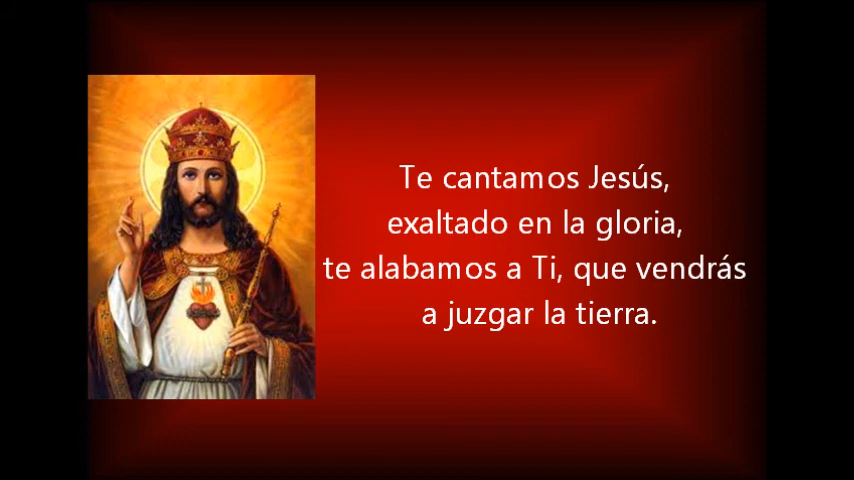 Te cantamos Jesús,
exaltado en la gloria,
te alabamos a Ti, que vendrás
a juzgar la tierra.